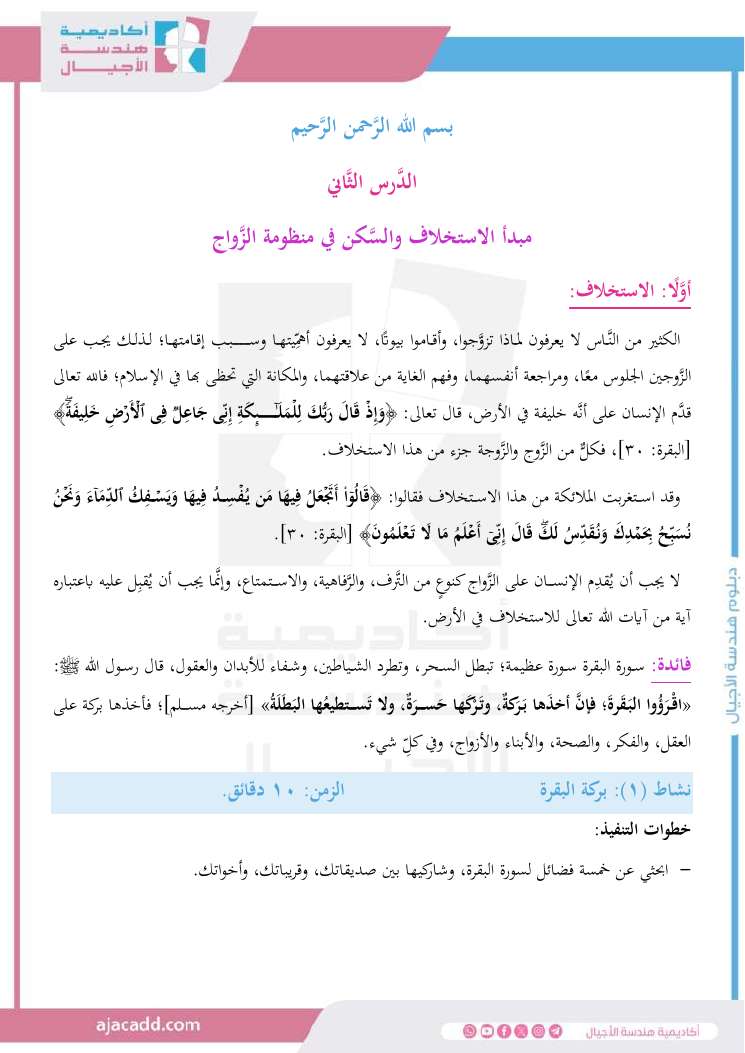 أكاديمية
هندسة
الأجيال
بسم الله الرَّحمن الرَّحيم
الدَّرس الثَّاني
مبدأ الاستخلاف والسَّكن في منظومة الزَّواج
أوَّلًا: الاستخلاف:
الكثير من النَّاس لا يعرفون لماذا تزوَّجوا، وأقاموا بيوتًا، لا يعرفون أهمِّيتها وسبب إقامتها؛ لذلك يجب على
الزَّوجين الجلوس معًا، ومراجعة أنفسهما، وفهم الغاية من علاقتهما، والمكانة التي تحظى بها في الإسلام؛ فالله تعالى
قدَّم الإنسان على أنَّه خليفة في الأرض، قال تعالى: ﴿وَإِذْ قَالَ رَبُّكَ لِلْمَلَٰٓئِكَةِ إِنِّى جَاعِلٌ فِى ٱلْأَرْضِ خَلِيفَةًۖ﴾
[البقرة: ٣٠]، فكلٌّ من الزَّوج والزَّوجة جزء من هذا الاستخلاف.
وقد استغربت الملائكة من هذا الاستخلاف فقالوا: ﴿قَالُوٓا۟ أَتَجْعَلُ فِيهَا مَن يُفْسِدُ فِيهَا وَيَسْفِكُ ٱلدِّمَآءَ وَنَحْنُ
نُسَبِّحُ بِحَمْدِكَ وَنُقَدِّسُ لَكَۖ قَالَ إِنِّىٓ أَعْلَمُ مَا لَا تَعْلَمُونَ﴾ [البقرة: ٣٠].
لا يجب أن يُقدِم الإنسان على الزَّواج كنوعٍ من التَّرف، والرَّفاهية، والاستمتاع، وإنَّما يجب أن يُقبِل عليه باعتباره
آية من آيات الله تعالى للاستخلاف في الأرض.
فائدة: سورة البقرة سورة عظيمة؛ تبطل السحر، وتطرد الشياطين، وشفاء للأبدان والعقول، قال رسول الله ﷺ:
«اقْرَؤُوا البَقَرةَ؛ فإنَّ أخذَها بَركةٌ، وتَرْكَها حَسرَةٌ، ولا تَستطيعُها البَطَلَةُ» [أخرجه مسلم]؛ فأخذها بركة على
العقل، والفكر، والصحة، والأبناء والأزواج، وفي كلِّ شيء.
نشاط (١): بركة البقرة الزمن: ١٠ دقائق.
خطوات التنفيذ:
– ابحثي عن خمسة فضائل لسورة البقرة، وشاركيها بين صديقاتك، وقريباتك، وأخواتك.
دبلوم هندسة الأجيال
أكاديمية
هندسة
الأجيال
أكاديمية هندسة الأجيال
ajacadd.com